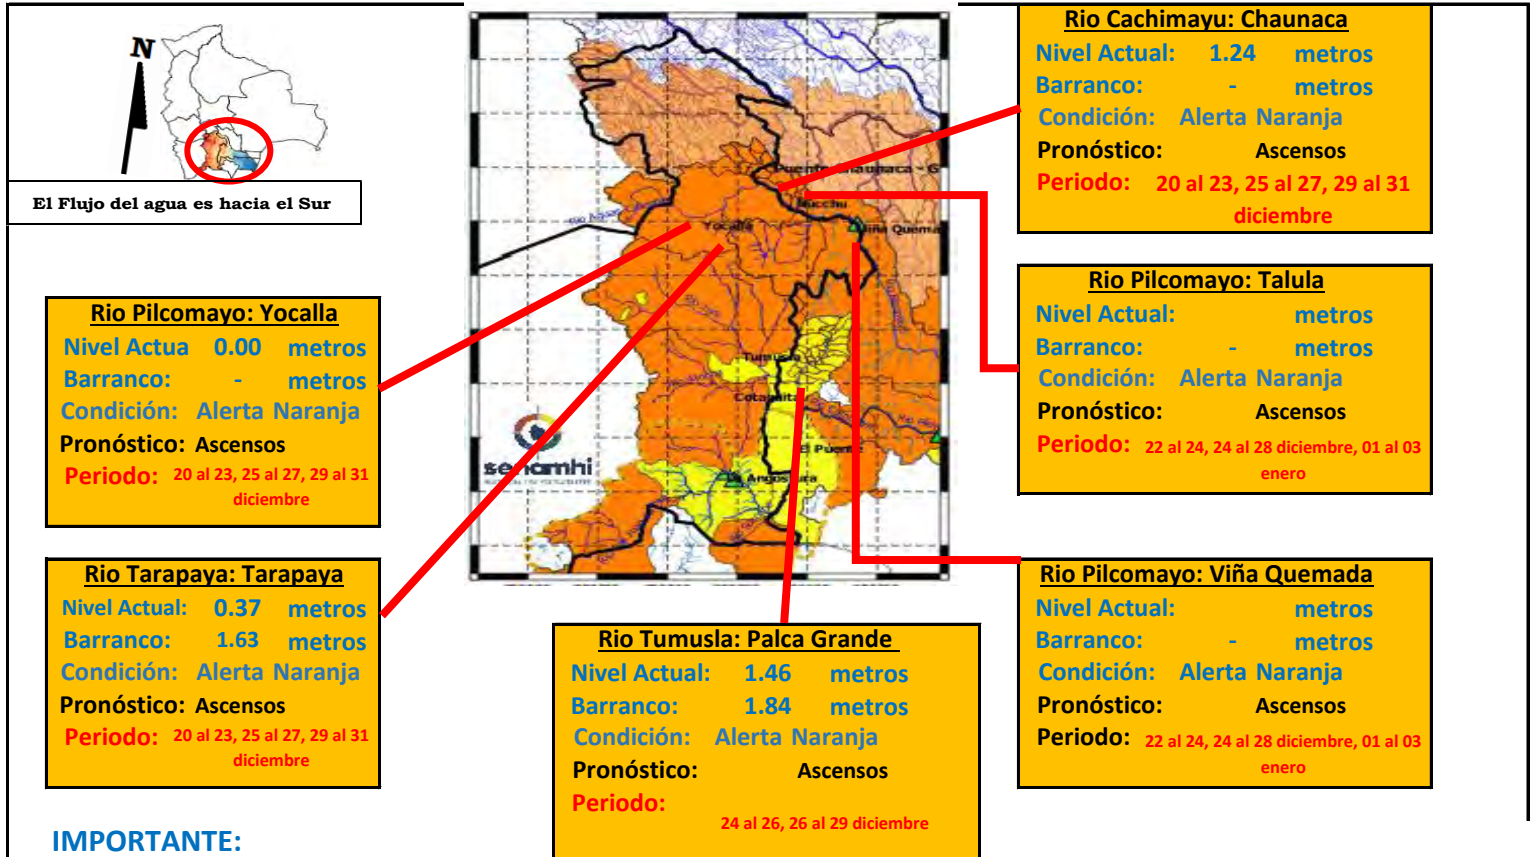 N
El Flujo del agua es hacia el Sur
Rio Pilcomayo: Yocalla
Nivel Actua 0.00 metros
Barranco: - metros
Condición: Alerta Naranja
Pronóstico: Ascensos
Periodo: 20 al 23, 25 al 27, 29 al 31
diciembre
Rio Tarapaya: Tarapaya
Nivel Actual: 0.37 metros
Barranco: 1.63 metros
Condición: Alerta Naranja
Pronóstico: Ascensos
Periodo: 20 al 23, 25 al 27, 29 al 31
diciembre
IMPORTANTE:
Puente Chaunaca - G
Yocalla
Viña Quema
Tumusla
Cotagaita
El Puente
Angostura
senamhi
Rio Tumusla: Palca Grande
Nivel Actual: 1.46 metros
Barranco: 1.84 metros
Condición: Alerta Naranja
Pronóstico: Ascensos
Periodo:
24 al 26, 26 al 29 diciembre
Rio Cachimayu: Chaunaca
Nivel Actual: 1.24 metros
Barranco: - metros
Condición: Alerta Naranja
Pronóstico: Ascensos
Periodo: 20 al 23, 25 al 27, 29 al 31
diciembre
Rio Pilcomayo: Talula
Nivel Actual: metros
Barranco: - metros
Condición: Alerta Naranja
Pronóstico: Ascensos
Periodo: 22 al 24, 24 al 28 diciembre, 01 al 03
enero
Rio Pilcomayo: Viña Quemada
Nivel Actual: metros
Barranco: - metros
Condición: Alerta Naranja
Pronóstico: Ascensos
Periodo: 22 al 24, 24 al 28 diciembre, 01 al 03
enero